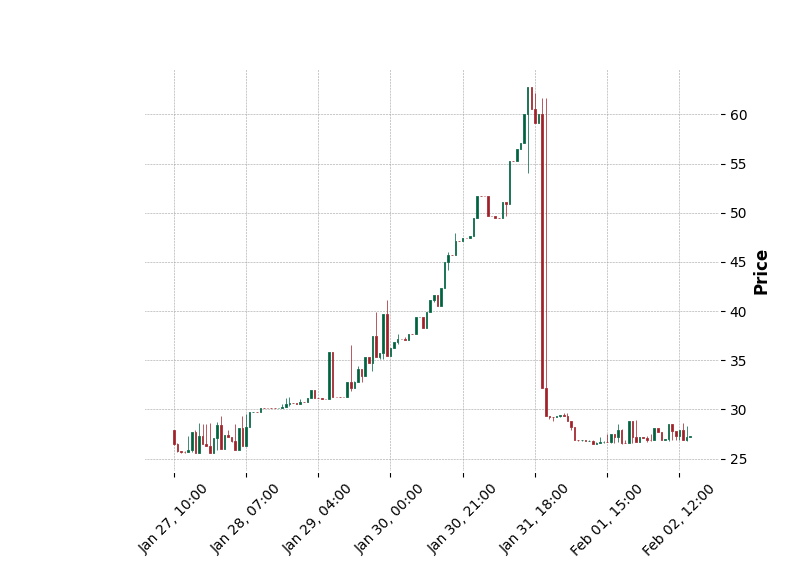 60
55
50
45
40
35
30
25
Price
Jan 27, 10:00
Jan 28, 07:00
Jan 29, 04:00
Jan 30, 00:00
Jan 30, 21:00
Jan 31, 18:00
Feb 01, 15:00
Feb 02, 12:00